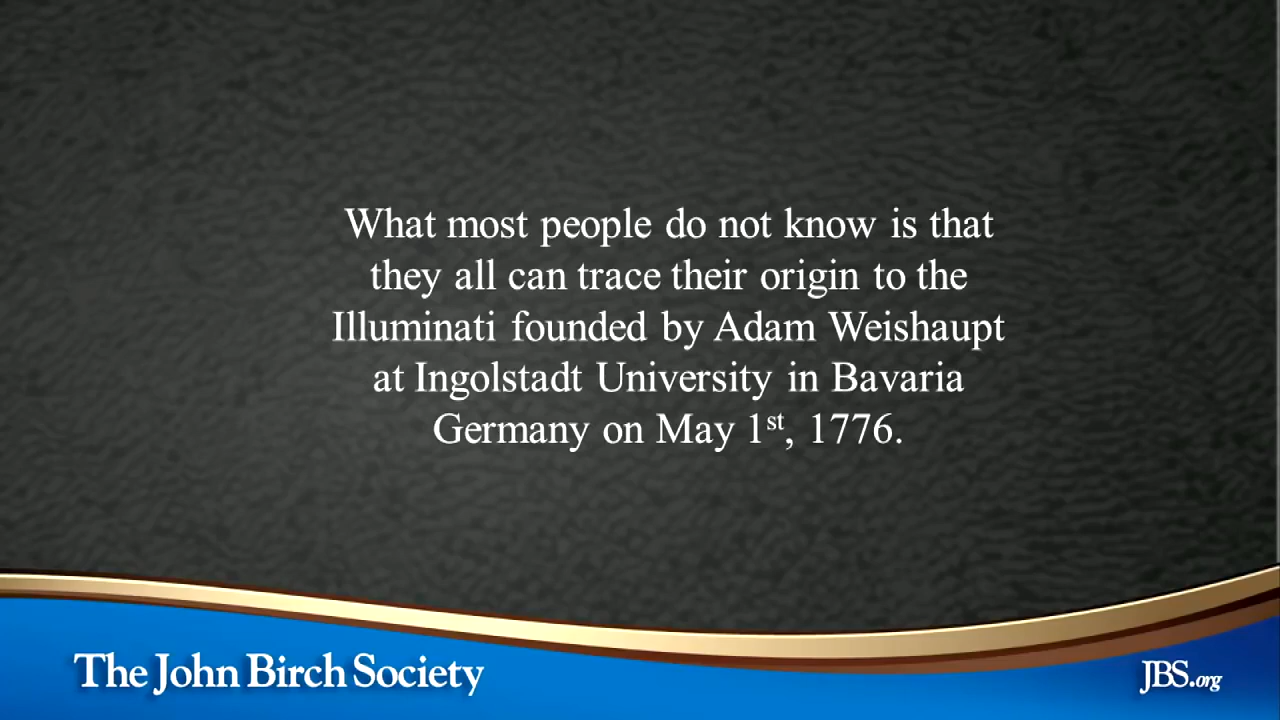 What most people do not know is that
they all can trace their origin to the
Illuminati founded by Adam Weishaupt
at Ingolstadt University in Bavaria
Germany on May 1st, 1776.
The John Birch Society
JBS.org